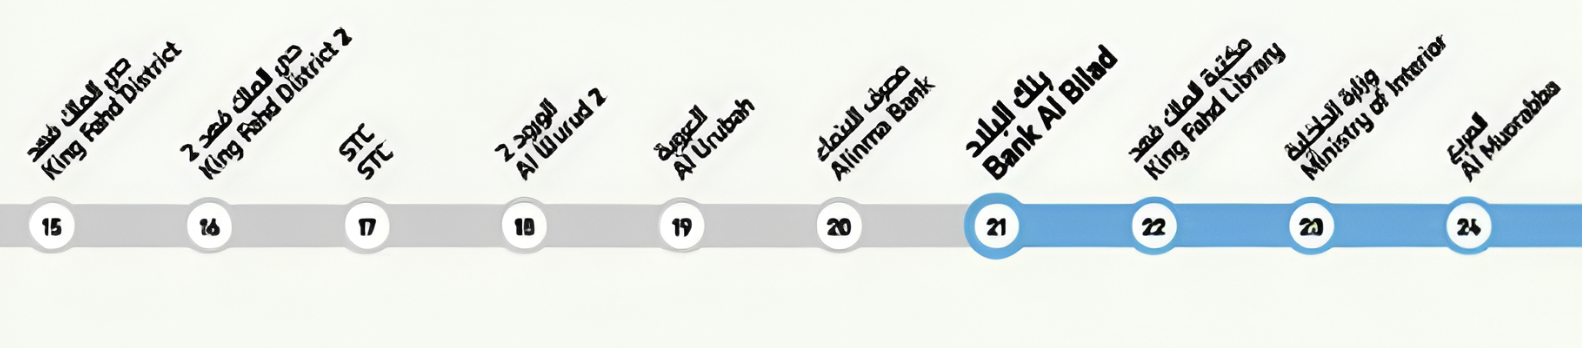 حي الملك فهد
King Fahd District
حي الملك فهد 2
King Fahd District 2
STC
STC
الورود 2
Al Wurud 2
العروبة
Al Urubah
مصرف الإنماء
Alinma Bank
بنك البلاد
Bank Al Bilad
مكتبة الملك فهد
King Fahd Library
وزارة الداخلية
Ministry of Interior
المربع
Al Muorabba
15
16
17
18
19
20
21
22
23
24